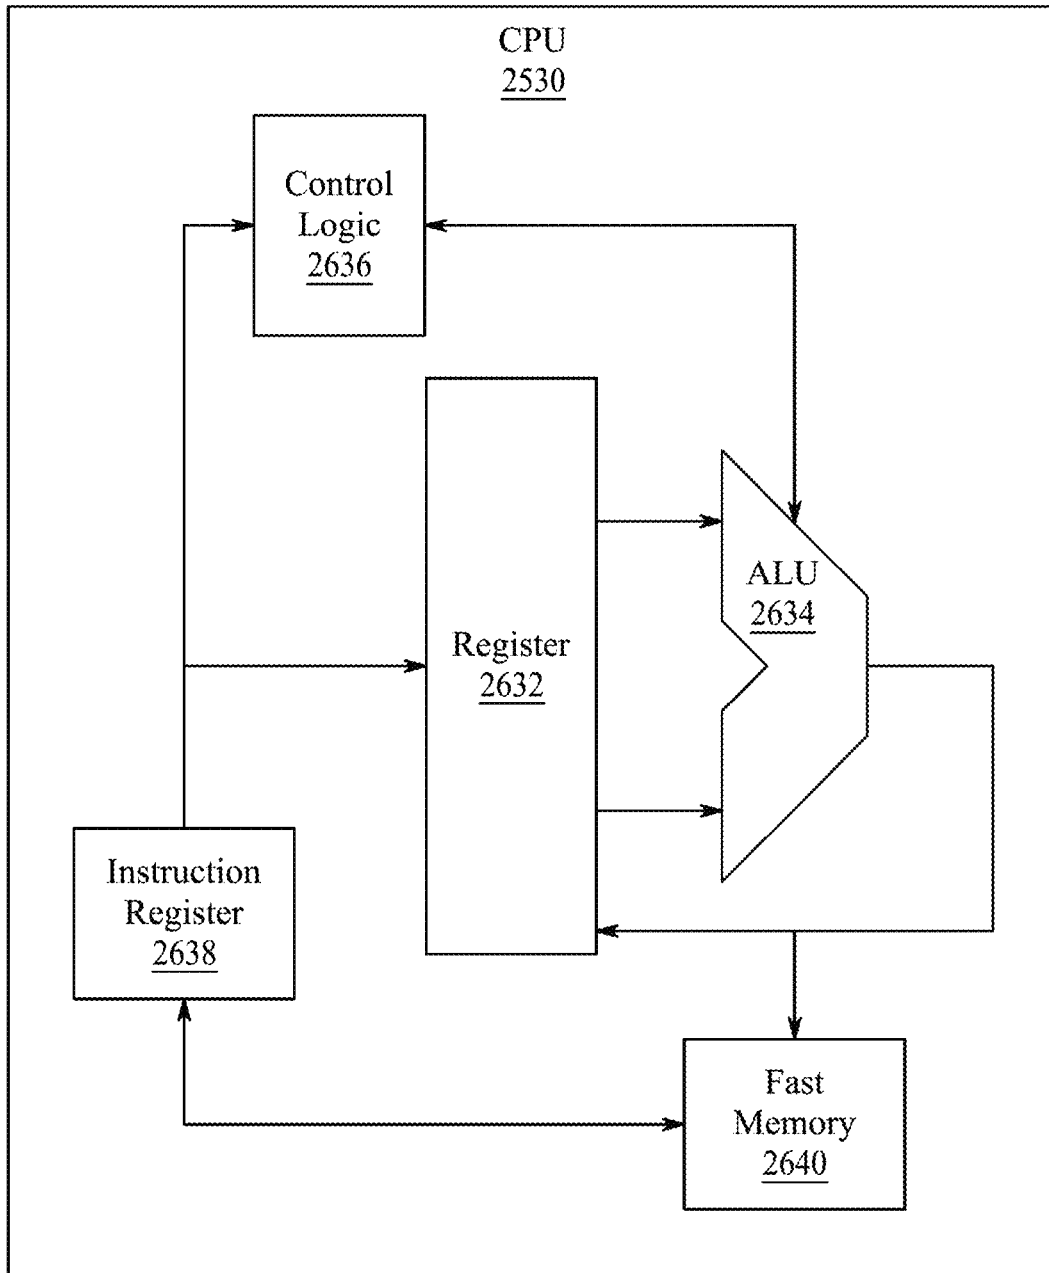 CPU
2530
Control
Logic
2636
ALU
2634
Register
2632
Instruction
Register
2638
Fast
Memory
2640